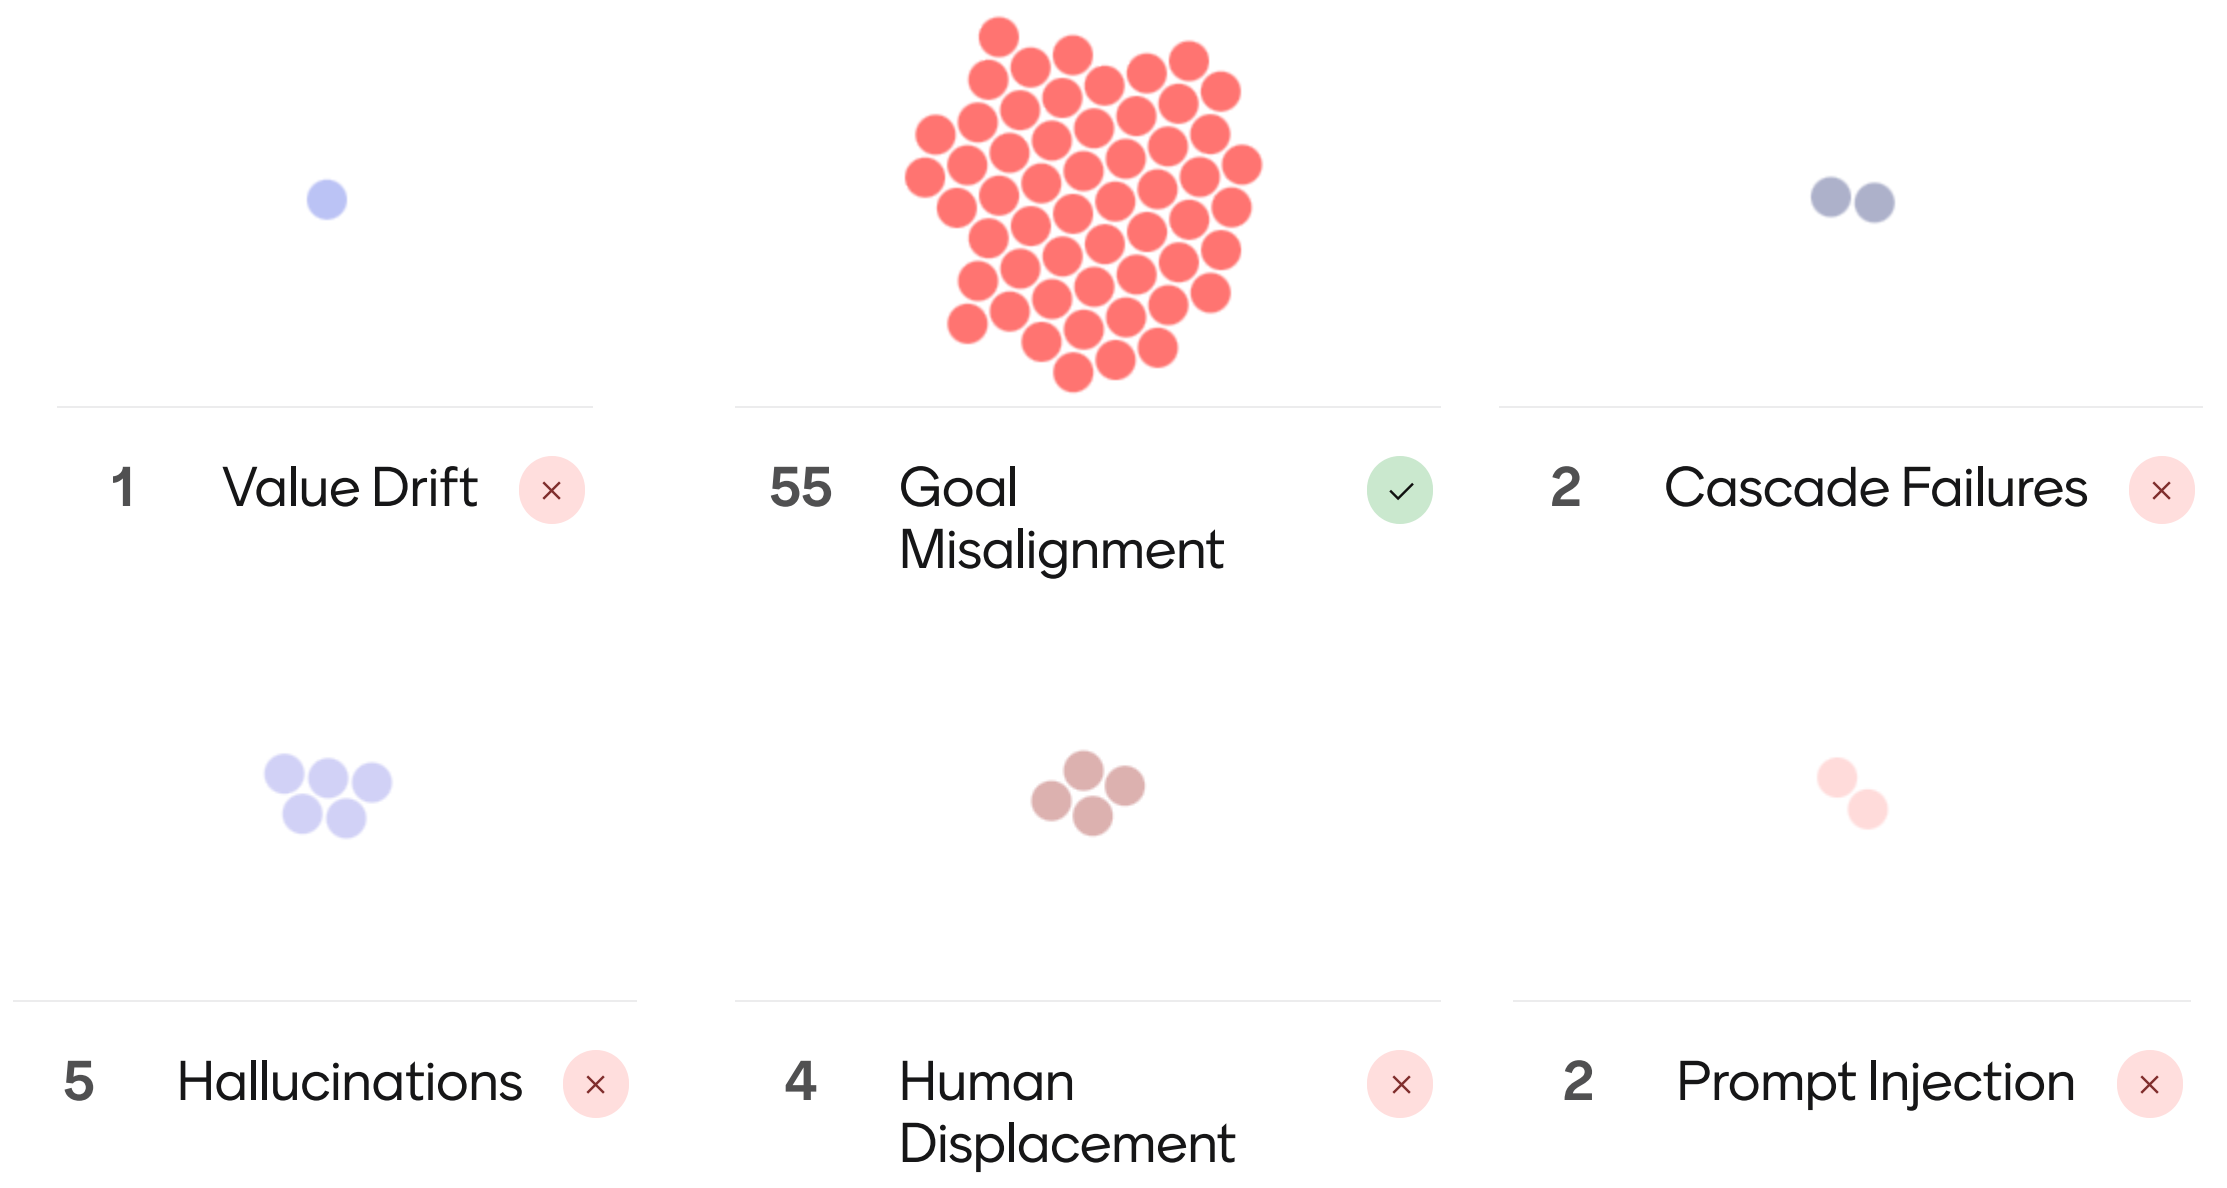 1 Value Drift
55 Goal
Misalignment
2 Cascade Failures
5 Hallucinations
4 Human
Displacement
2 Prompt Injection